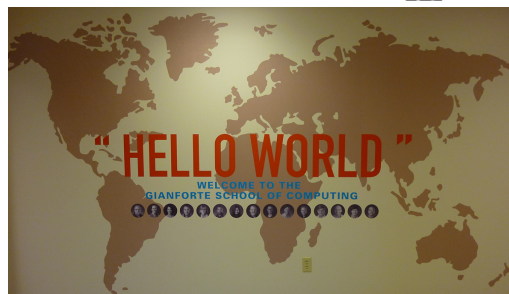 " HELLO WORLD "
WELCOME TO THE
GIANFORTE SCHOOL OF COMPUTING